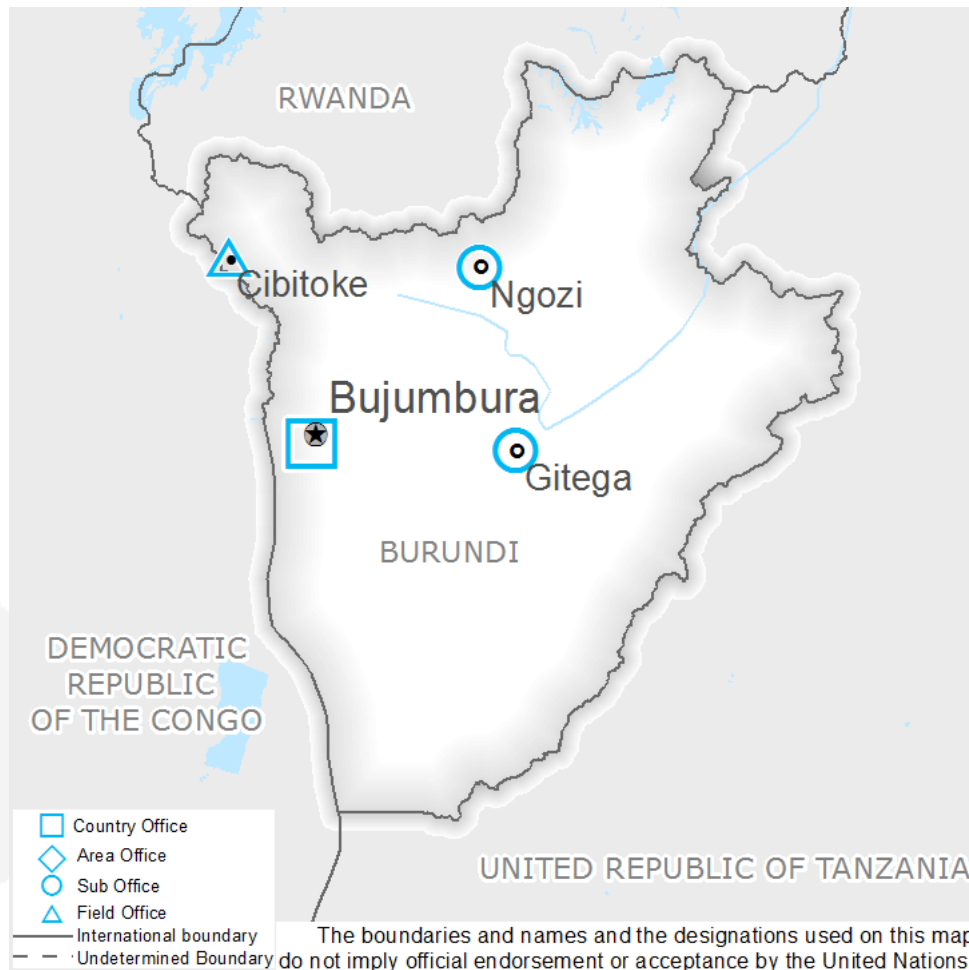 RWANDA
Cibitoke
Ngozi
Bujumbura
Gitega
BURUNDI
DEMOCRATIC
REPUBLIC
OF THE CONGO
UNITED REPUBLIC OF TANZANIA
Country Office
Area Office
Sub Office
Field Office
International boundary
Undetermined Boundary
The boundaries and names and the designations used on this map
do not imply official endorsement or acceptance by the United Nations